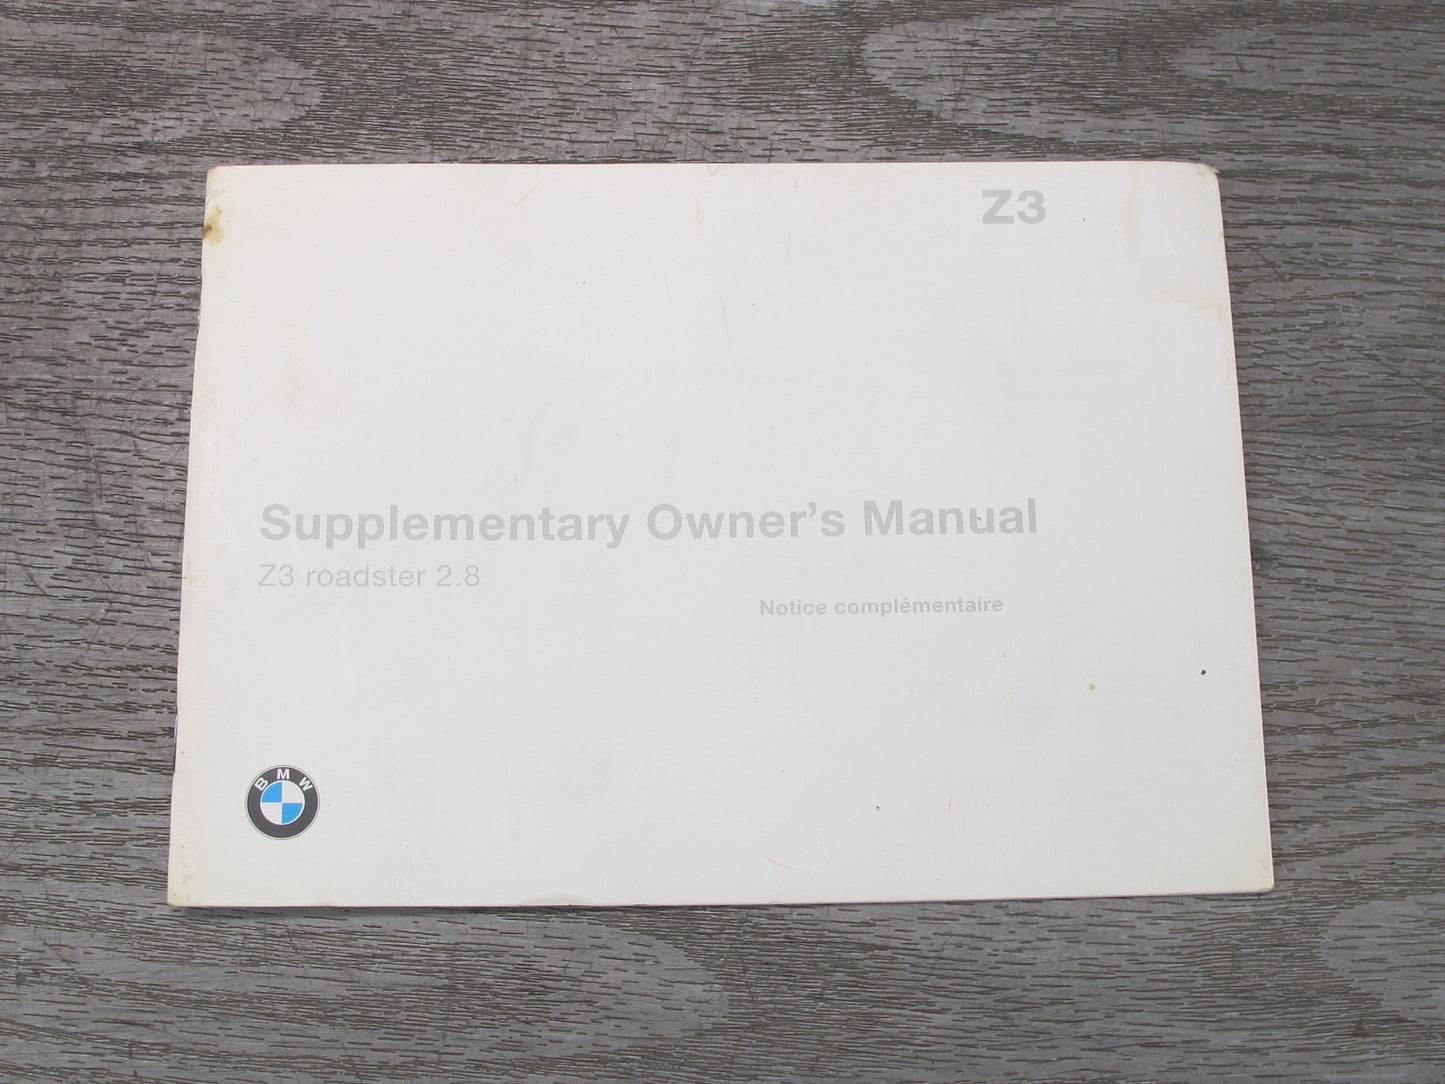 Z3
Supplementary Owner's Manual
Z3 roadster 2.8
Notice complémentaire
BMW